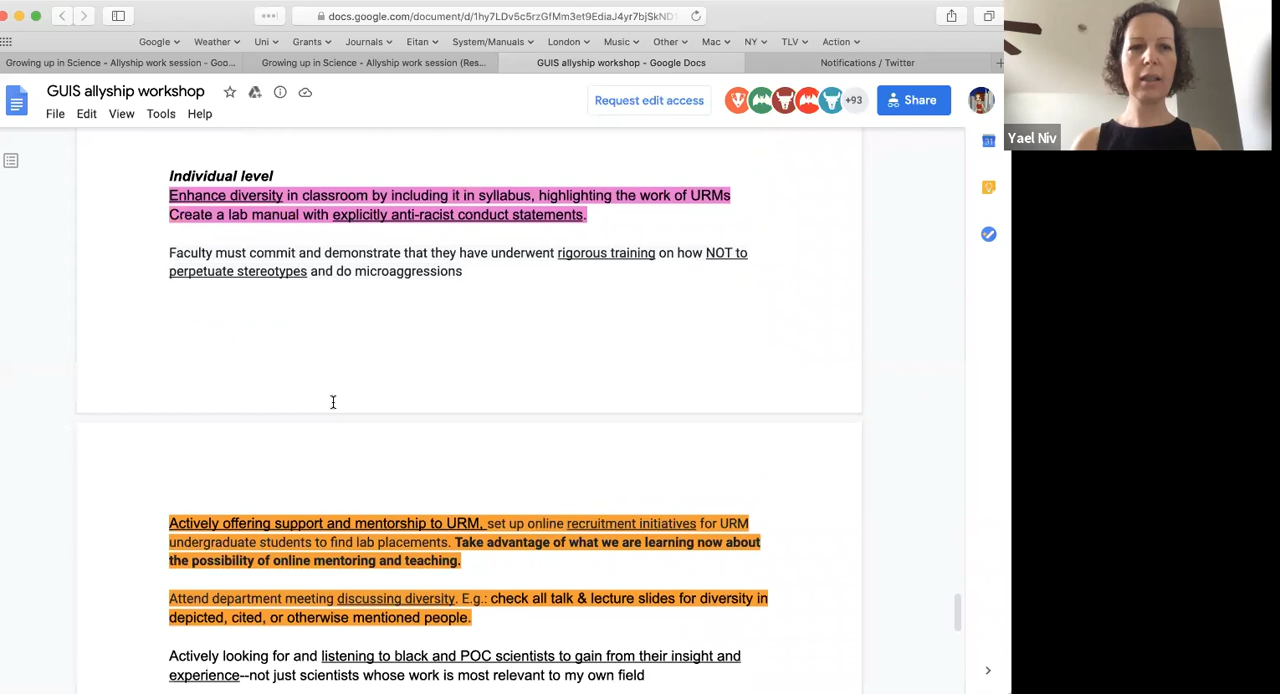 docs.google.com/document/d/1hy7LDv5c5rzGfMm3et9EdiaJ4yr7bjSkND1
Google Weather Uni Grants Journals Eitan System/Manuals London Music Other Mac NY TLV Action
Growing up in Science - Allyship work session - Goo... Growing up in Science - Allyship work session (Res... GUIS allyship workshop - Google Docs Notifications / Twitter
GUIS allyship workshop
Request edit access +93 Share
File Edit View Tools Help
Yael Niv
31
Individual level
Enhance diversity in classroom by including it in syllabus, highlighting the work of URMs
Create a lab manual with explicitly anti-racist conduct statements.
Faculty must commit and demonstrate that they have underwent rigorous training on how NOT to
perpetuate stereotypes and do microaggressions
Actively offering support and mentorship to URM, set up online recruitment initiatives for URM
undergraduate students to find lab placements. Take advantage of what we are learning now about
the possibility of online mentoring and teaching.
Attend department meeting discussing diversity. E.g.: check all talk & lecture slides for diversity in
depicted, cited, or otherwise mentioned people.
Actively looking for and listening to black and POC scientists to gain from their insight and
experience--not just scientists whose work is most relevant to my own field